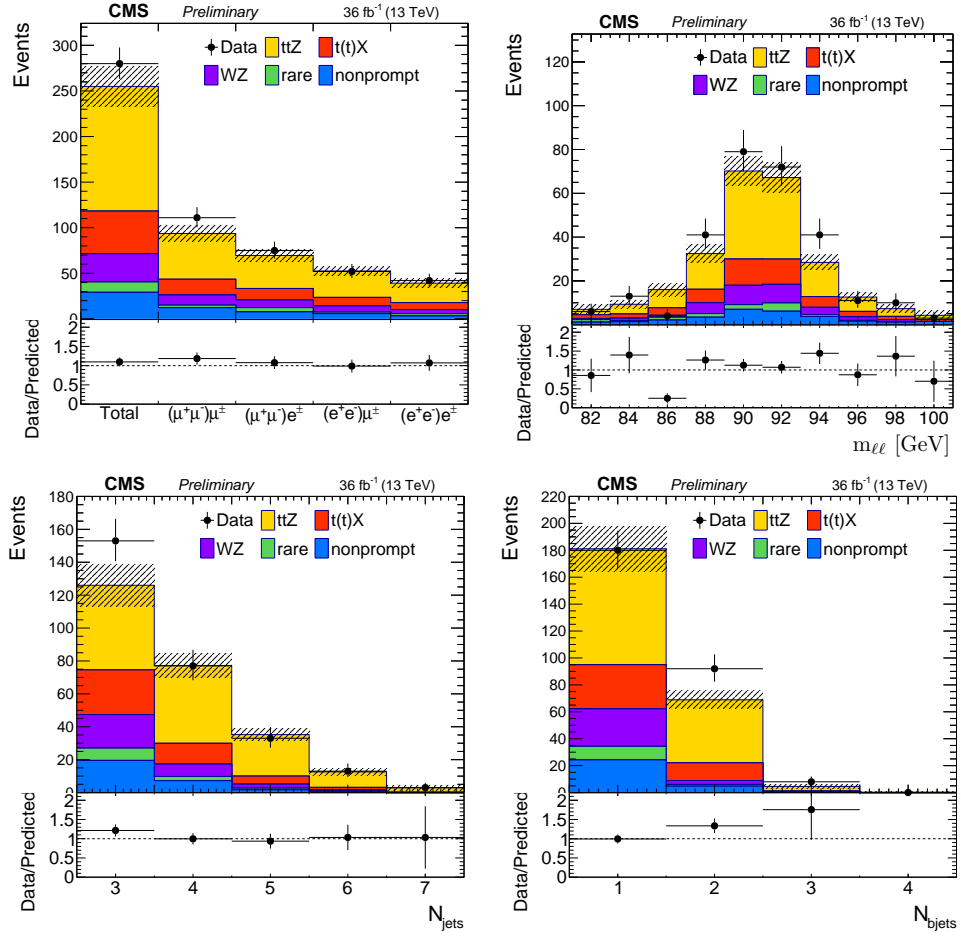 CMS Preliminary 36 fb⁻¹ (13 TeV)
Events
300
250
200
150
100
50
0
Data ttZ t(t)X
WZ rare nonprompt
Data/Predicted
2
1.5
1
0.5
0
Total (μ⁺μ⁻)μ± (μ⁺μ⁻)e± (e⁺e⁻)μ± (e⁺e⁻)e±
CMS Preliminary 36 fb⁻¹ (13 TeV)
Events
120
100
80
60
40
20
0
Data ttZ t(t)X
WZ rare nonprompt
Data/Predicted
2
1.5
1
0.5
0
82 84 86 88 90 92 94 96 98 100
m_ℓℓ [GeV]
CMS Preliminary 36 fb⁻¹ (13 TeV)
Events
180
160
140
120
100
80
60
40
20
0
Data ttZ t(t)X
WZ rare nonprompt
Data/Predicted
2
1.5
1
0.5
0
3 4 5 6 7
N_jets
CMS Preliminary 36 fb⁻¹ (13 TeV)
Events
220
200
180
160
140
120
100
80
60
40
20
0
Data ttZ t(t)X
WZ rare nonprompt
Data/Predicted
2
1.5
1
0.5
0
1 2 3 4
N_bjets